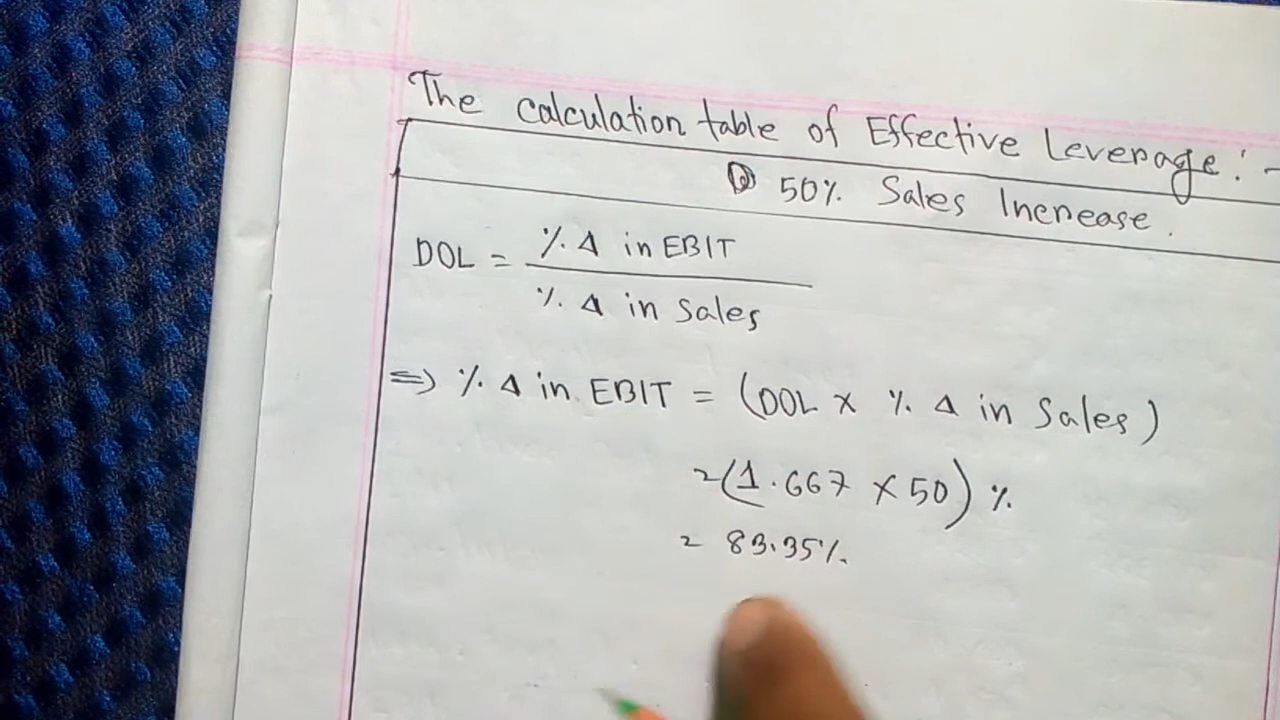 The calculation table of Effective Leverage :-
50% Sales Increase.
DOL = % Δ in EBIT
% Δ in Sales
⇒ % Δ in EBIT = (DOL × % Δ in Sales)
= (1.667 × 50) %
= 83.35%